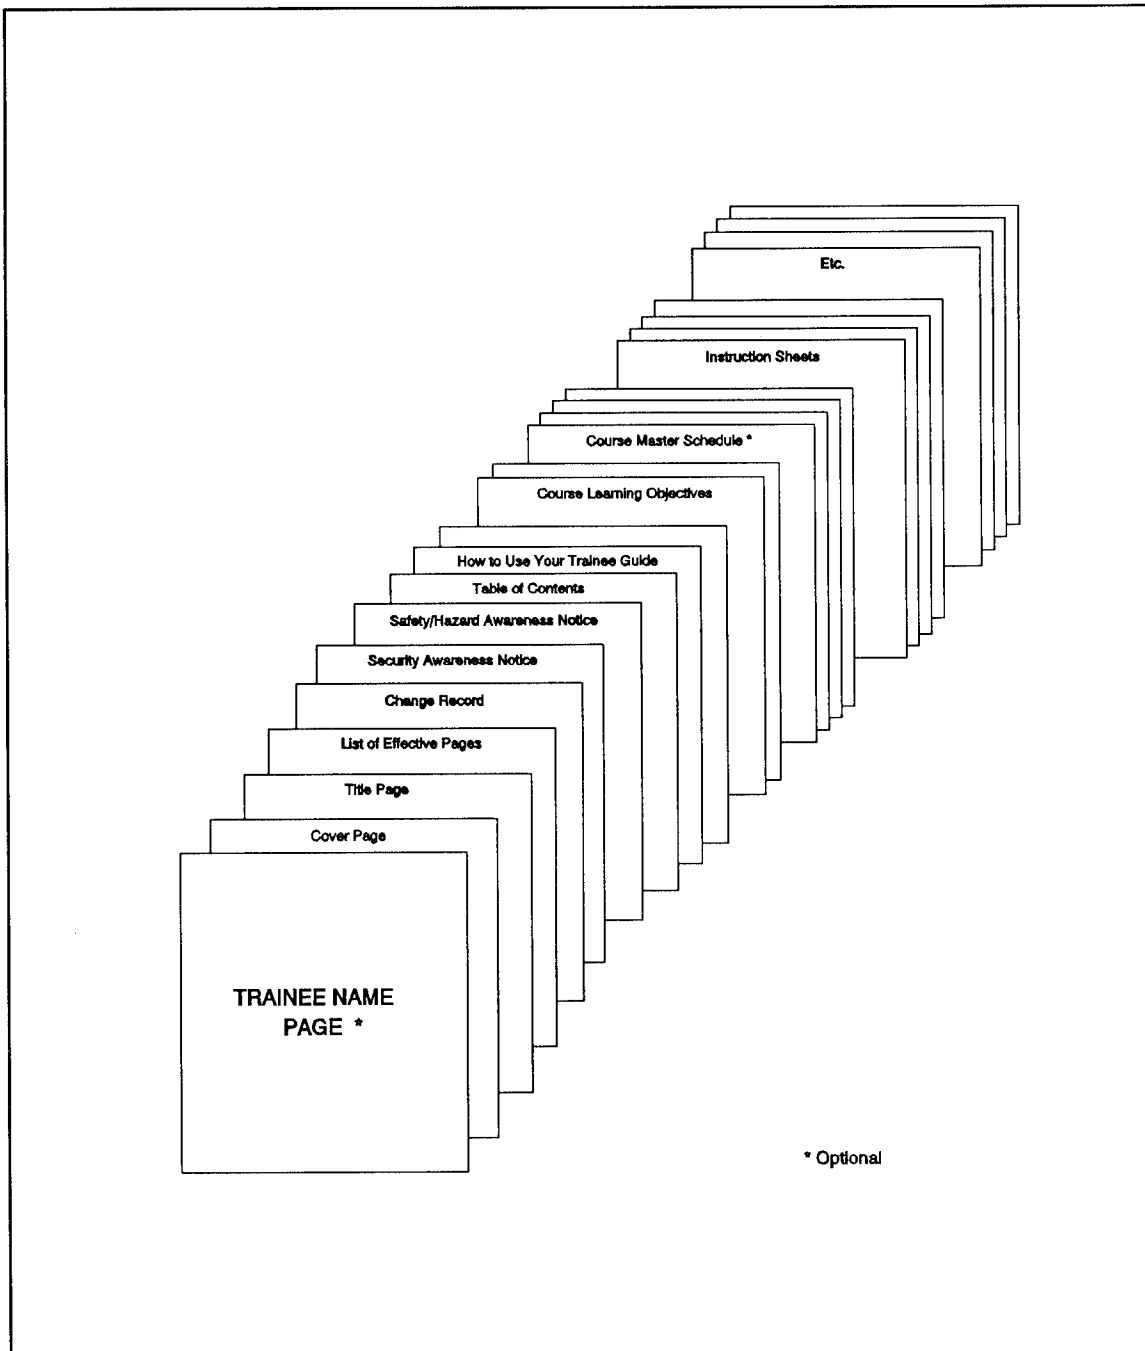 Etc.
Instruction Sheets
Course Master Schedule *
Course Learning Objectives
How to Use Your Trainee Guide
Table of Contents
Safety/Hazard Awareness Notice
Security Awareness Notice
Change Record
List of Effective Pages
Title Page
Cover Page
TRAINEE NAME
PAGE *
* Optional